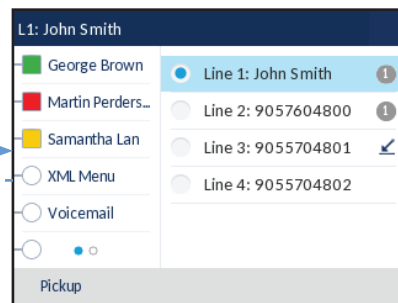 L1: John Smith
George Brown
Martin Perders...
Samantha Lan
XML Menu
Voicemail
Line 1: John Smith 1
Line 2: 9057604800 1
Line 3: 9055704801
Line 4: 9055704802
Pickup